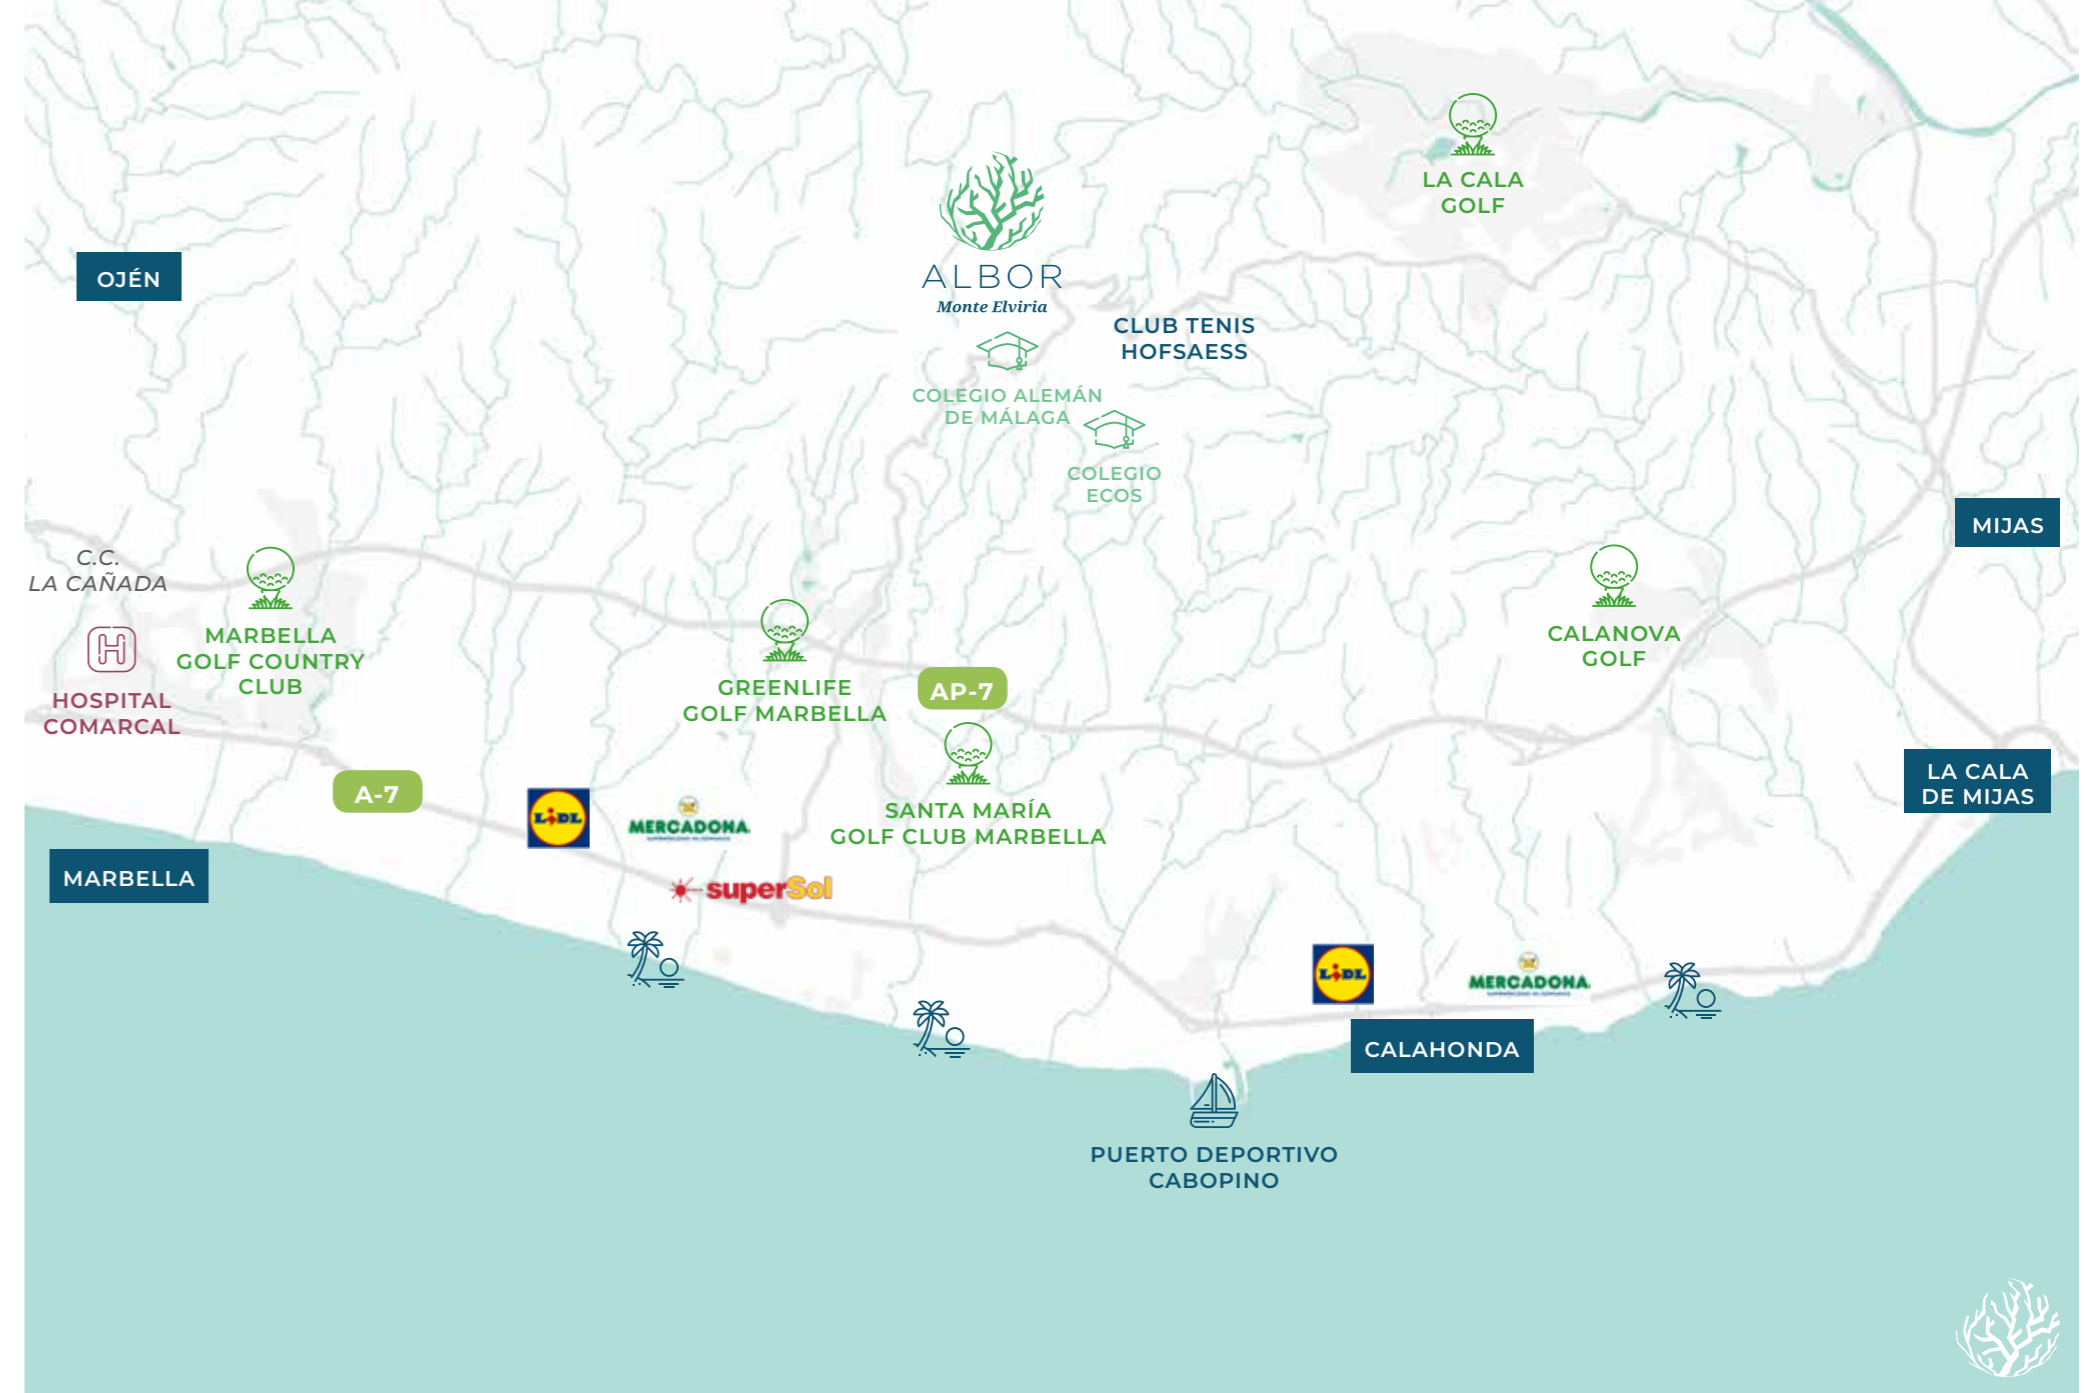 LA CALA
GOLF
OJÉN
ALBOR
Monte Elviria
CLUB TENIS
HOFSAESS
COLEGIO ALEMÁN
DE MÁLAGA
COLEGIO
ECOS
MIJAS
C.C.
LA CAÑADA
MARBELLA
GOLF COUNTRY
CLUB
H
HOSPITAL
COMARCAL
CALANOVA
GOLF
GREENLIFE
GOLF MARBELLA
AP-7
SANTA MARÍA
GOLF CLUB MARBELLA
A-7
LA CALA
DE MIJAS
LIDL
MERCADONA
superSol
MARBELLA
LIDL
MERCADONA
CALAHONDA
PUERTO DEPORTIVO
CABOPINO